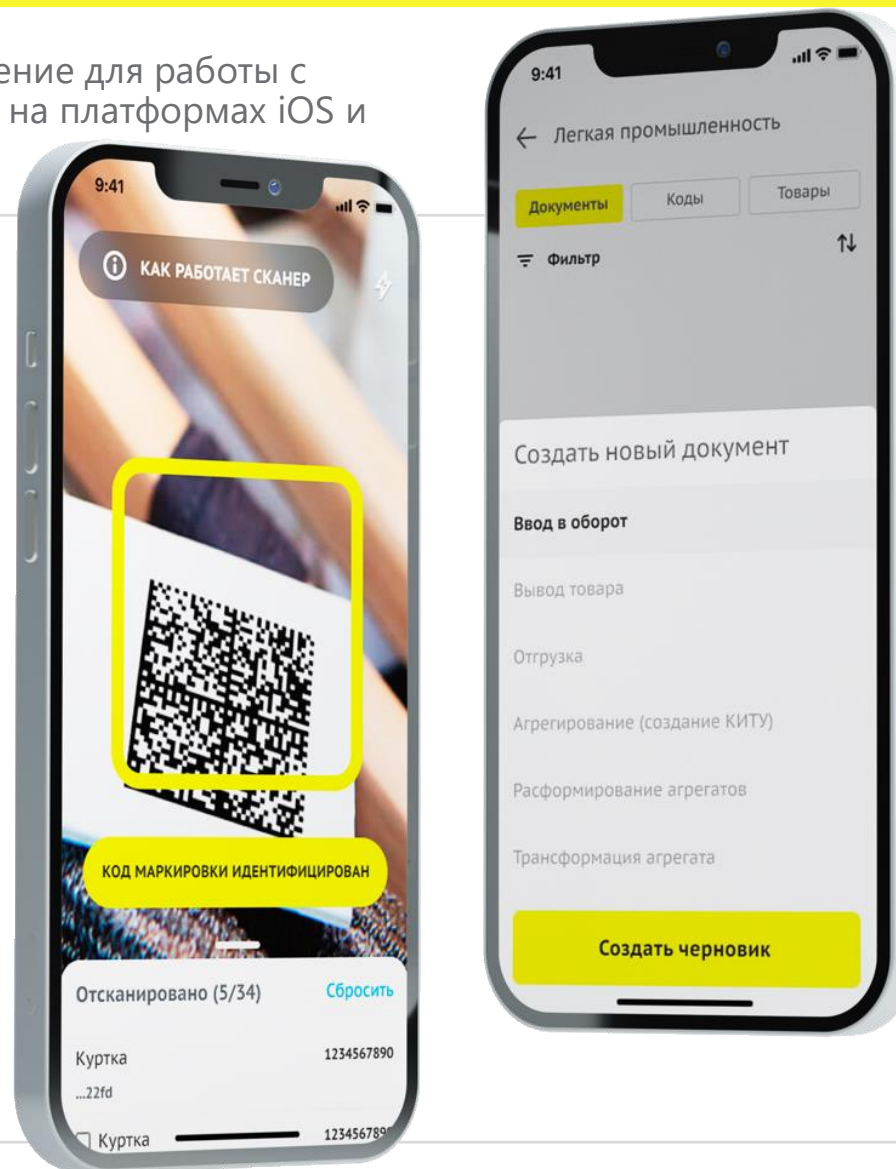 ение для работы с
на платформах iOS и
9:41
КАК РАБОТАЕТ СКАНЕР
КОД МАРКИРОВКИ ИДЕНТИФИЦИРОВАН
Отсканировано (5/34) Сбросить
Куртка 1234567890
...22fd
Куртка 1234567890
9:41
← Легкая промышленность
Документы Коды Товары
Фильтр
Создать новый документ
Ввод в оборот
Вывод товара
Отгрузка
Агрегирование (создание КИТУ)
Расформирование агрегатов
Трансформация агрегата
Создать черновик